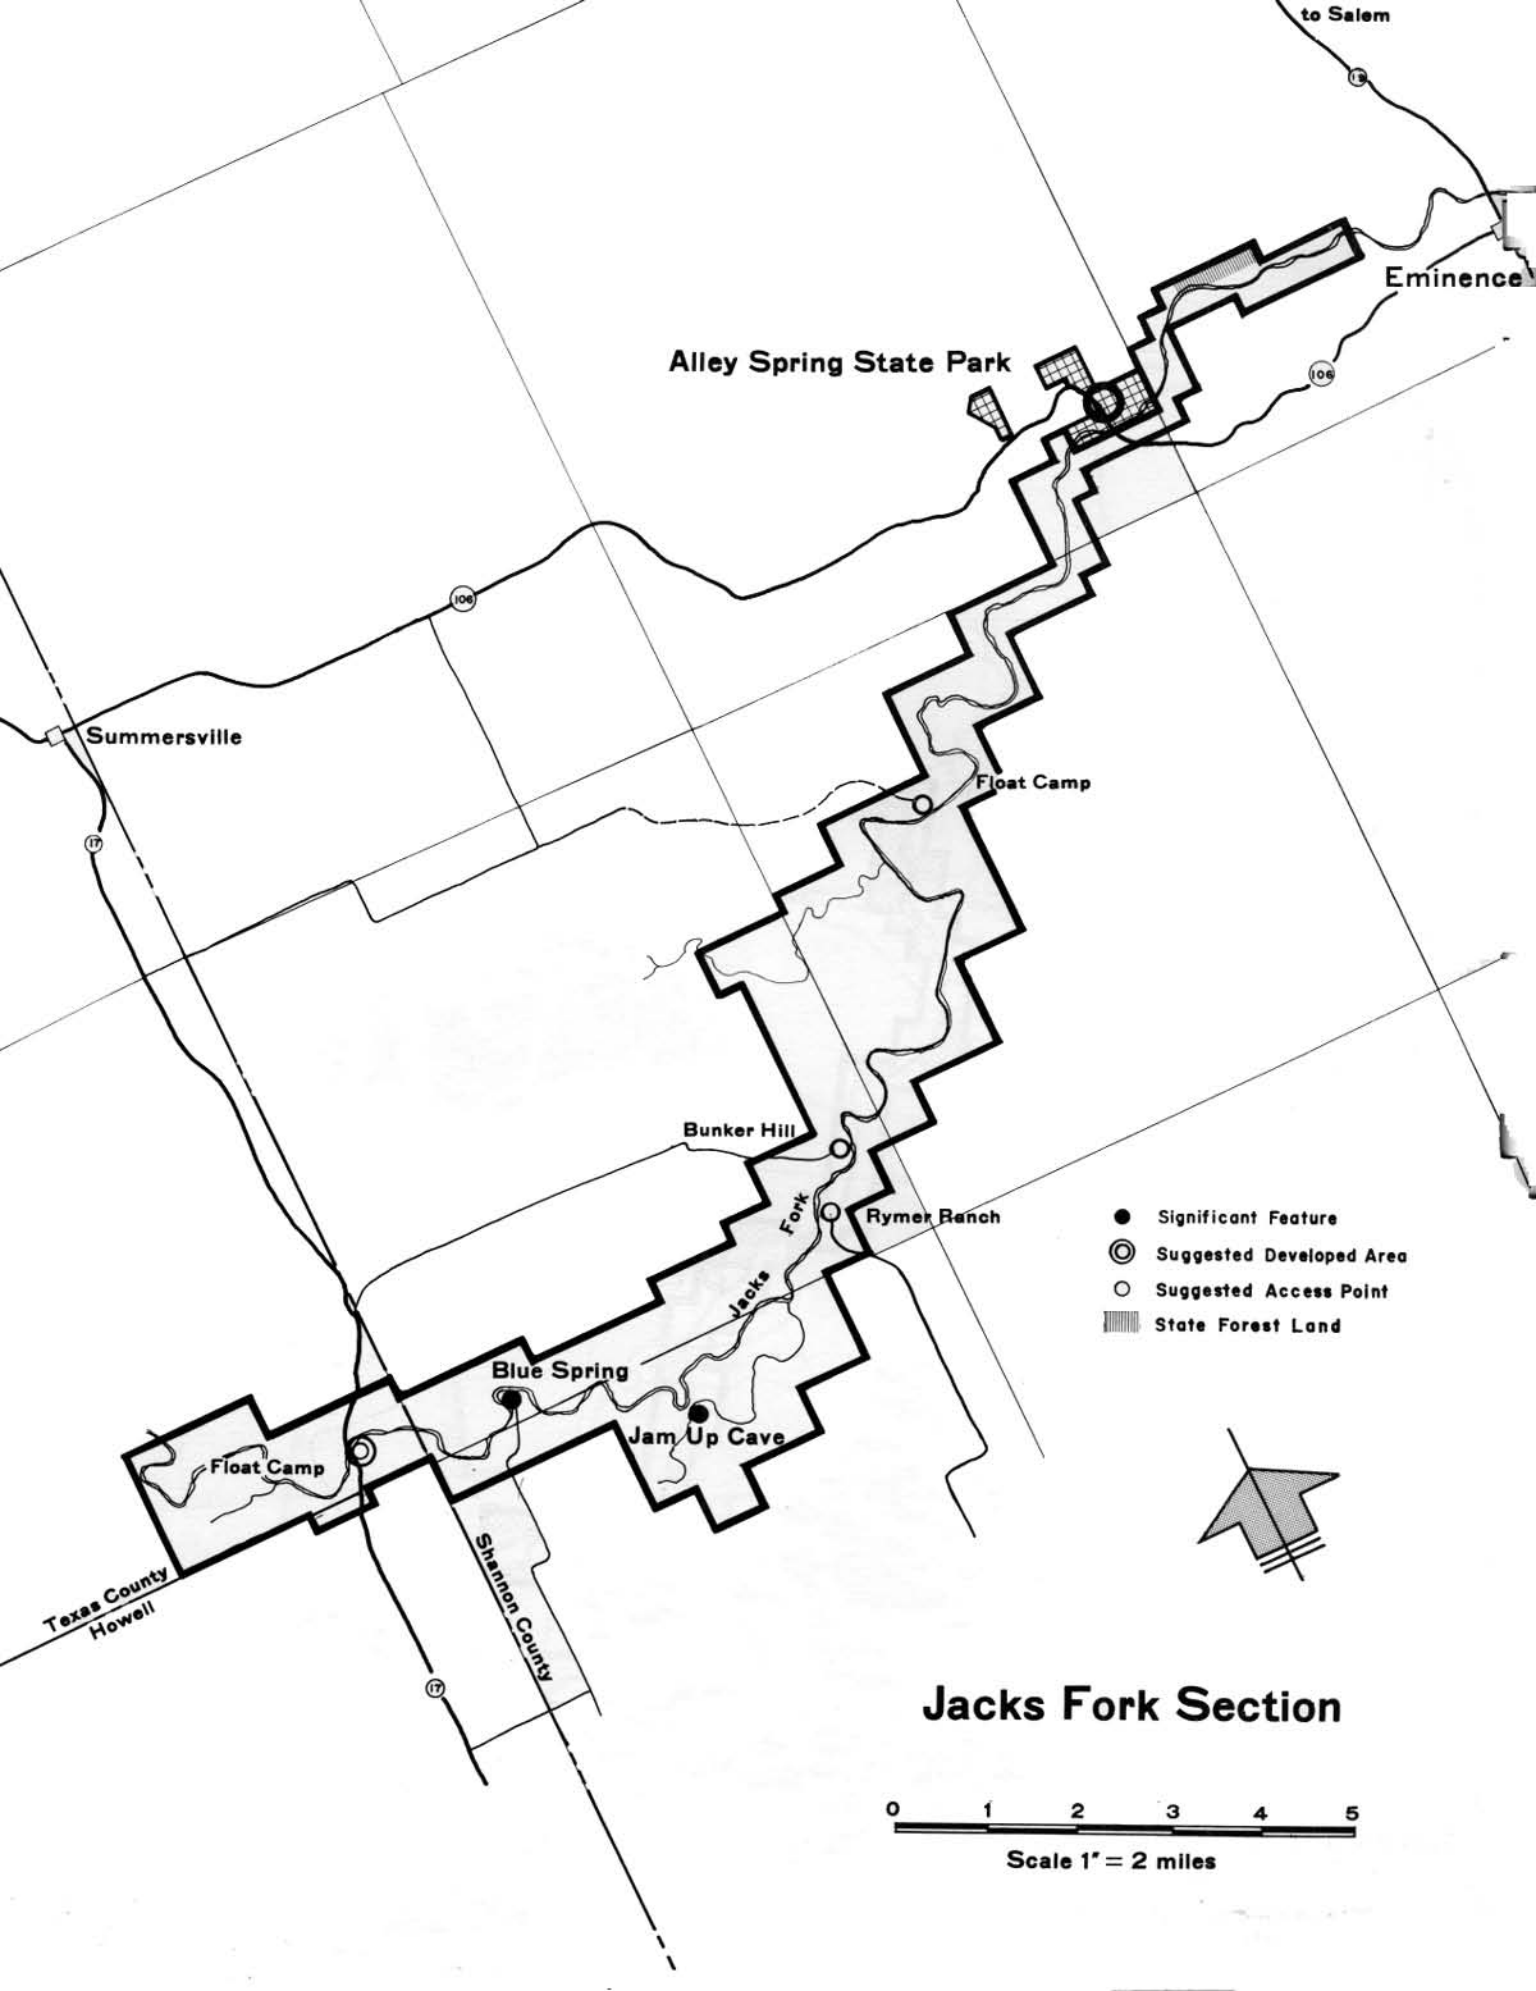 to Salem
19
Eminence
Alley Spring State Park
106
106
Summersville
Float Camp
17
Bunker Hill
Rymer Ranch
Jacks Fork
Significant Feature
Suggested Developed Area
Suggested Access Point
State Forest Land
Blue Spring
Jam Up Cave
Float Camp
Texas County
Howell
Shannon County
17
Jacks Fork Section
0 1 2 3 4 5
Scale 1" = 2 miles